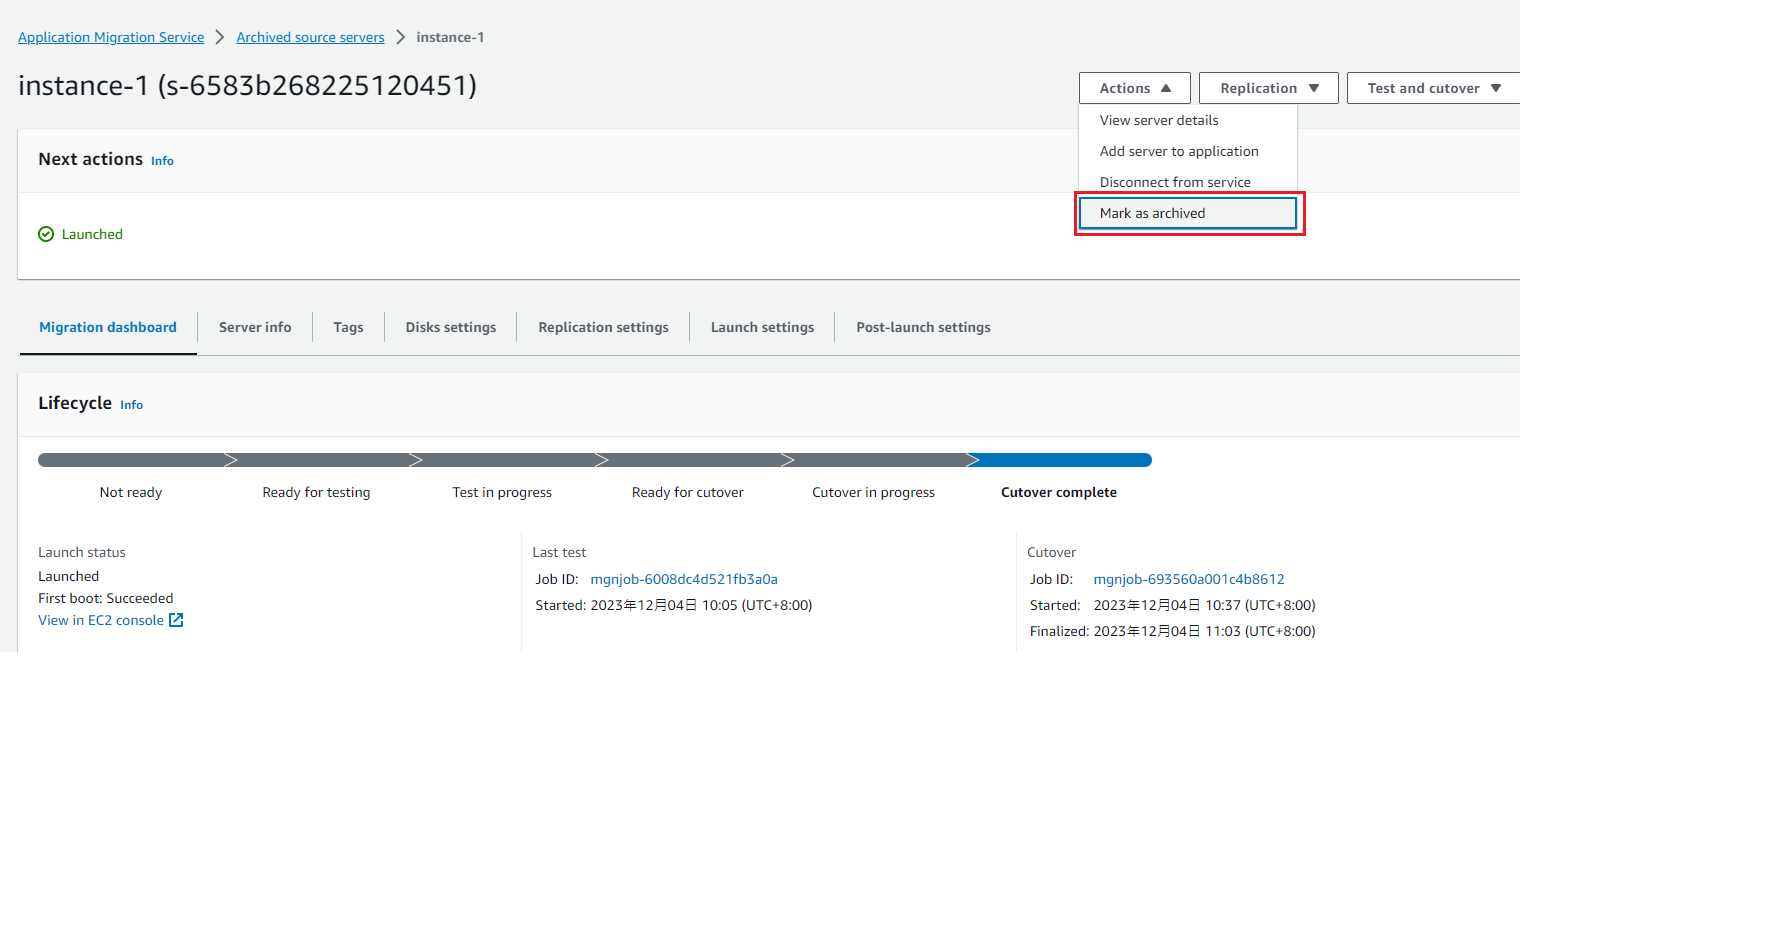 Application Migration Service > Archived source servers > instance-1
instance-1 (s-6583b268225120451)
Actions
Replication
Test and cutover
View server details
Add server to application
Disconnect from service
Mark as archived
Next actions Info
Launched
Migration dashboard
Server info
Tags
Disks settings
Replication settings
Launch settings
Post-launch settings
Lifecycle Info
Not ready
Ready for testing
Test in progress
Ready for cutover
Cutover in progress
Cutover complete
Launch status
Launched
First boot: Succeeded
View in EC2 console
Last test
Job ID: mgnjob-6008dc4d521fb3a0a
Started: 2023年12月04日 10:05 (UTC+8:00)
Cutover
Job ID: mgnjob-693560a001c4b8612
Started: 2023年12月04日 10:37 (UTC+8:00)
Finalized: 2023年12月04日 11:03 (UTC+8:00)